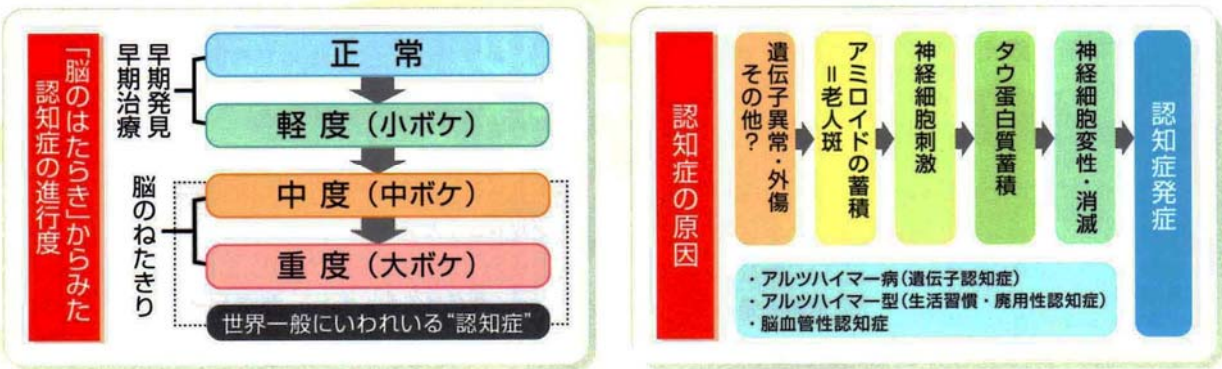 「脳のはたらき」からみた
認知症の進行度
早期発見
早期治療
正常
軽度（小ボケ）
脳のねたきり
中度（中ボケ）
重度（大ボケ）
世界一般にいわれいる“認知症”
認知症の原因
遺伝子異常・外傷
その他？
アミロイドの蓄積
＝老人斑
神経細胞刺激
タウ蛋白質蓄積
神経細胞変性・消滅
認知症発症
・アルツハイマー病（遺伝子認知症）
・アルツハイマー型（生活習慣・廃用性認知症）
・脳血管性認知症